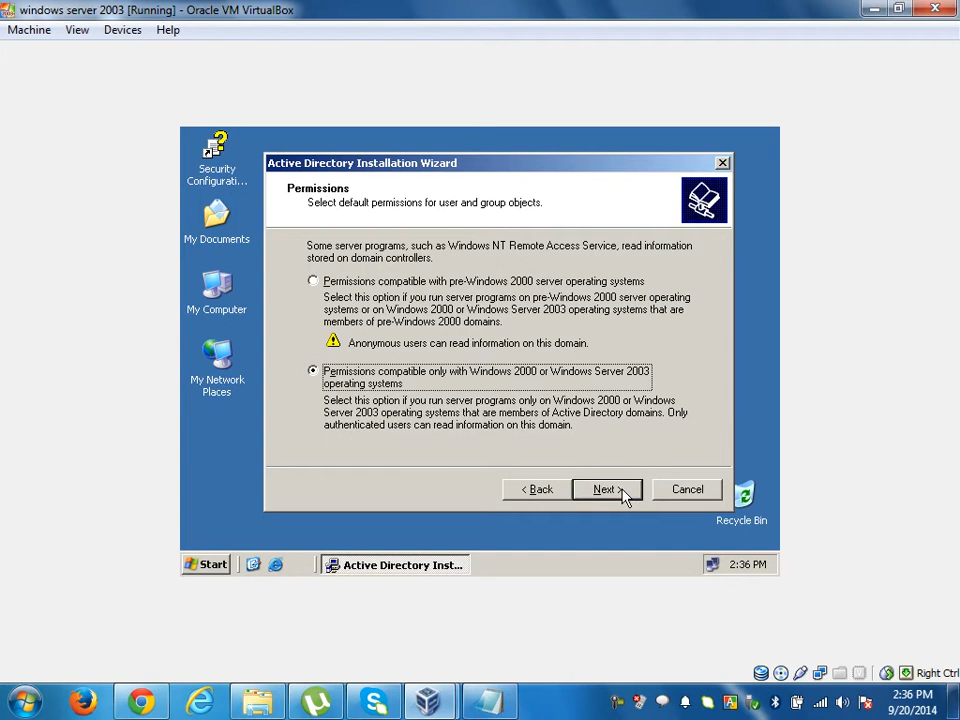 windows server 2003 [Running] - Oracle VM VirtualBox
Machine View Devices Help
Security
Configurati...
My Documents
My Computer
My Network
Places
Active Directory Installation Wizard
Permissions
Select default permissions for user and group objects.
Some server programs, such as Windows NT Remote Access Service, read information
stored on domain controllers.
Permissions compatible with pre-Windows 2000 server operating systems
Select this option if you run server programs on pre-Windows 2000 server operating
systems or on Windows 2000 or Windows Server 2003 operating systems that are
members of pre-Windows 2000 domains.
Anonymous users can read information on this domain.
Permissions compatible only with Windows 2000 or Windows Server 2003
operating systems
Select this option if you run server programs only on Windows 2000 or Windows
Server 2003 operating systems that are members of Active Directory domains. Only
authenticated users can read information on this domain.
< Back Next > Cancel
Recycle Bin
Start Active Directory Inst... 2:36 PM
Right Ctrl
2:36 PM
9/20/2014